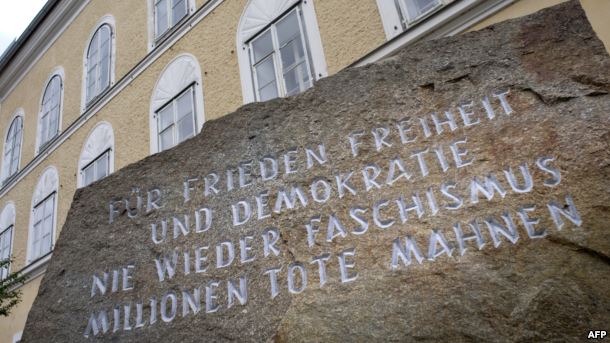 FÜR FRIEDEN FREIHEIT
UND DEMOKRATIE
NIE WIEDER FASCHISMUS
MILLIONEN TOTE MAHNEN
AFP